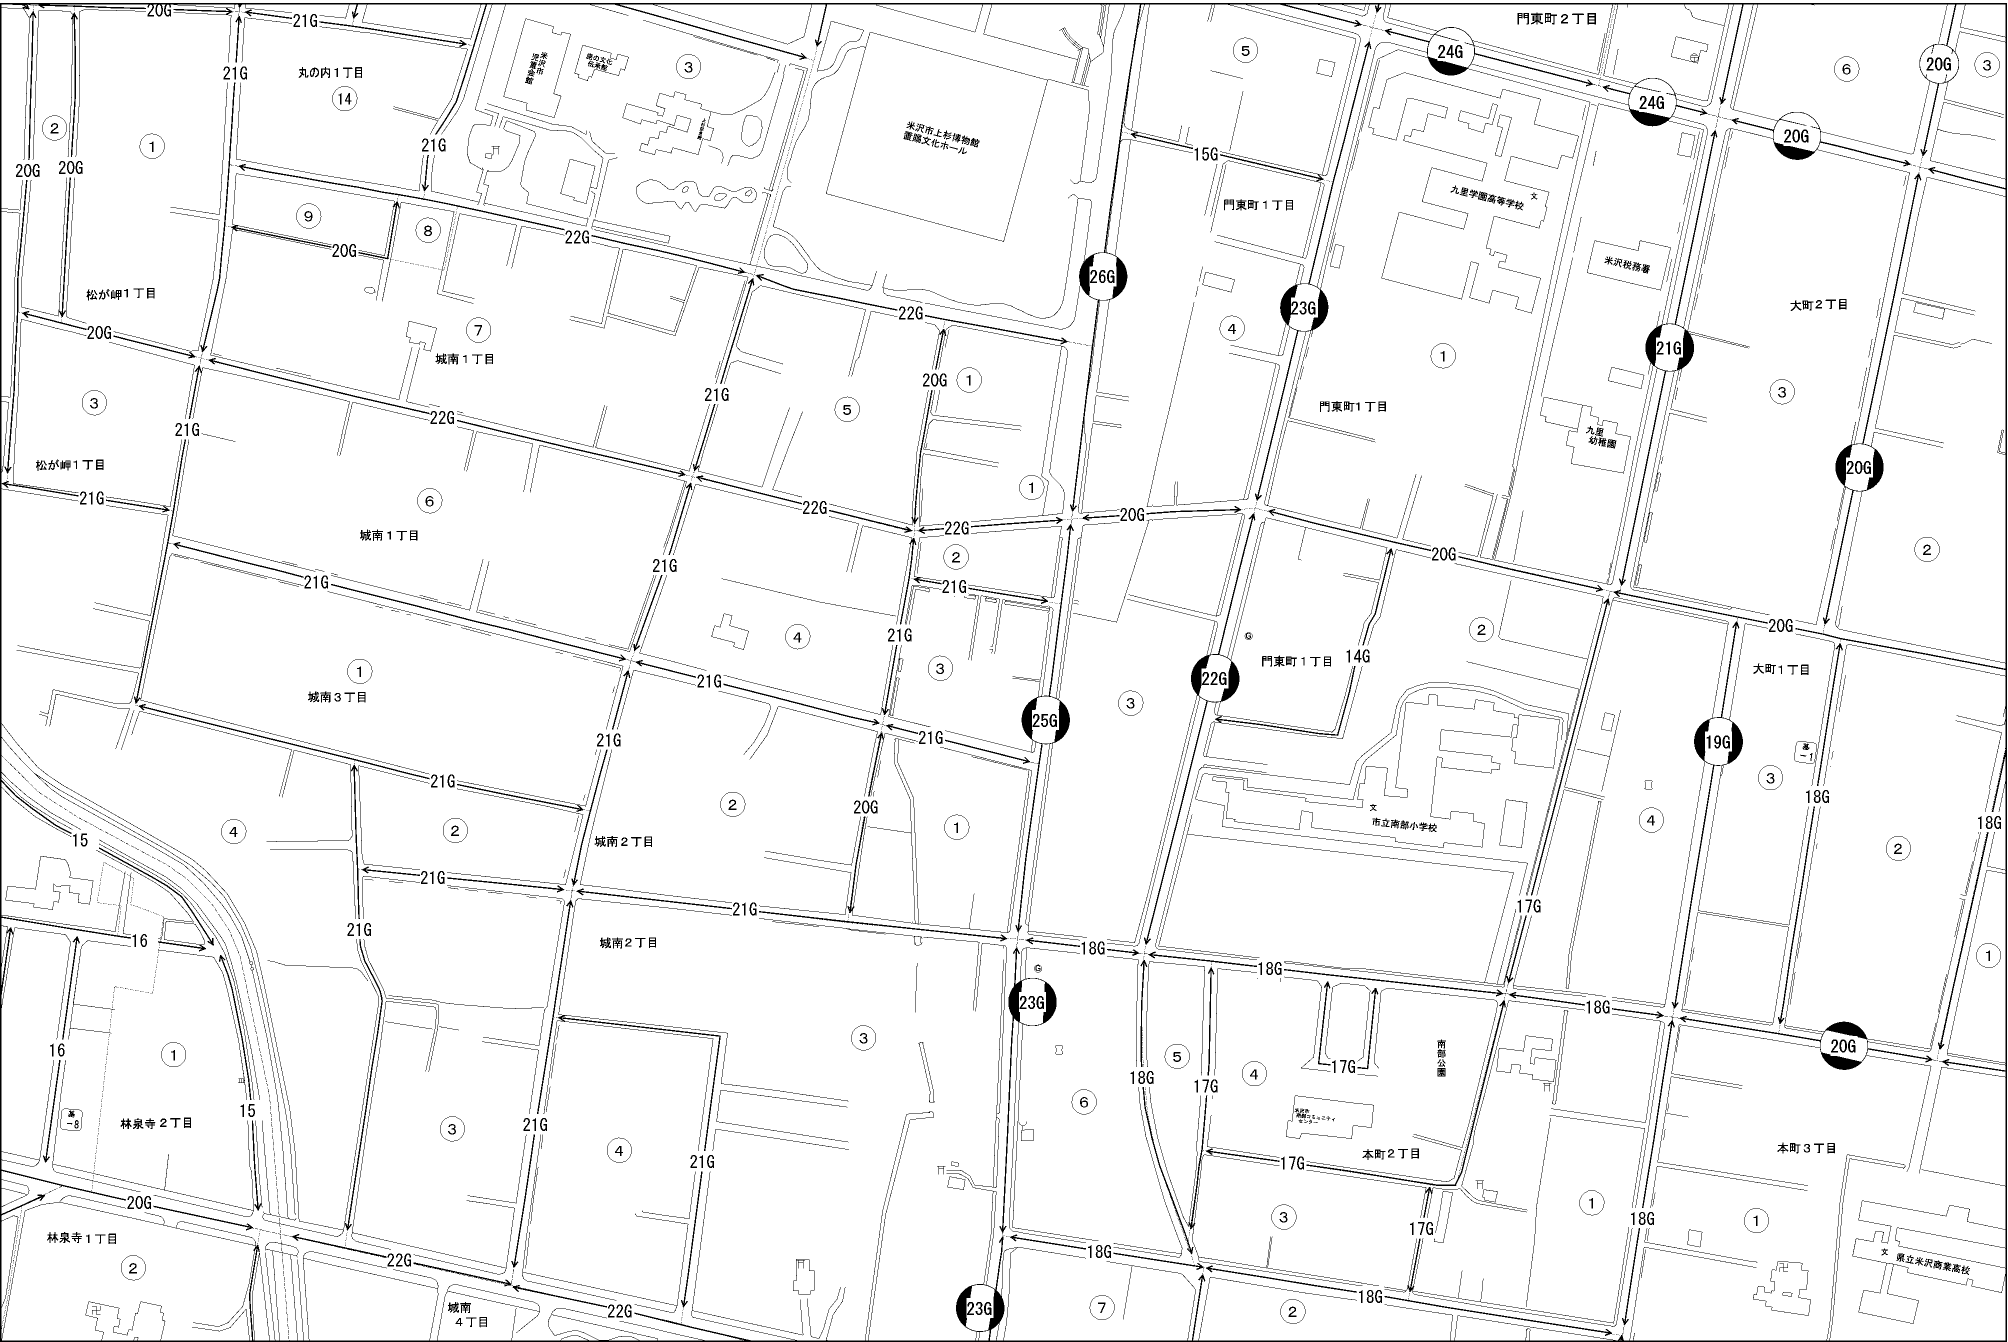 20G
21G
門東町2丁目
24G
20G
21G
丸の内1丁目
米沢市
児童会館
3
5
6
3
14
24G
20G
2
1
20G
20G
21G
米沢市上杉博物館
置賜文化ホール
15G
九里学園高等学校
文
9
8
20G
22G
門東町1丁目
米沢税務署
26G
松が岬1丁目
20G
7
城南1丁目
22G
4
23G
1
21G
大町2丁目
3
3
21G
22G
21G
5
20G
1
門東町1丁目
九里
幼稚園
20G
松が岬1丁目
21G
6
城南1丁目
22G
22G
1
20G
20G
2
21G
21G
2
21G
2
20G
1
城南3丁目
4
21G
3
21G
門東町1丁目
14G
22G
3
大町1丁目
21G
21G
25G
21G
19G
3
18G
15
4
2
城南2丁目
2
20G
1
文
市立南部小学校
4
2
18G
21G
21G
17G
16
21G
城南2丁目
18G
18G
18G
1
G
23G
20G
16
1
15
3
5
18G
17G
4
17G
南部公園
6
林泉寺2丁目
3
21G
4
21G
17G
本町2丁目
本町3丁目
20G
3
17G
1
18G
1
林泉寺1丁目
2
22G
18G
文
県立米沢商業高校
城南
4丁目
22G
23G
7
2
18G